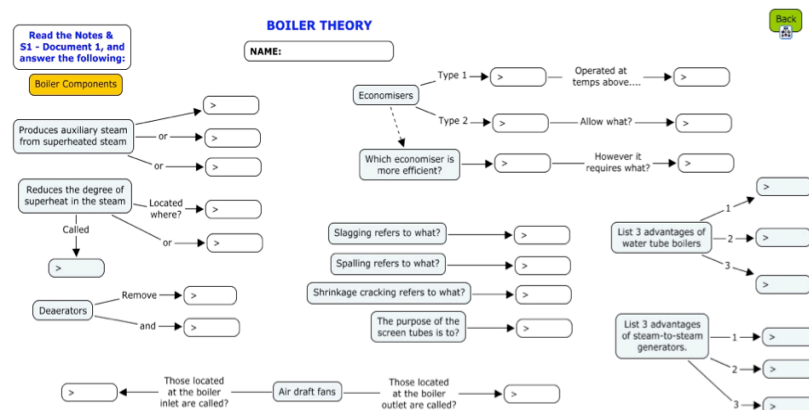 BOILER THEORY
Back
Read the Notes &
S1 - Document 1, and
answer the following:
NAME:
Boiler Components
Produces auxiliary steam
from superheated steam
>
or
>
or
>
Reduces the degree of
superheat in the steam
Located
where?
>
or
>
Called
>
Deaerators
Remove
>
and
>
Economisers
Type 1
>
Operated at
temps above....
>
Type 2
>
Allow what?
>
Which economiser is
more efficient?
>
However it
requires what?
>
Slagging refers to what?
>
Spalling refers to what?
>
Shrinkage cracking refers to what?
>
The purpose of the
screen tubes is to?
>
List 3 advantages of
water tube boilers
1
>
2
>
3
>
List 3 advantages
of steam-to-steam
generators.
1
>
2
>
3
>
>
Those located
at the boiler
inlet are called?
Air draft fans
Those located
at the boiler
outlet are called?
>